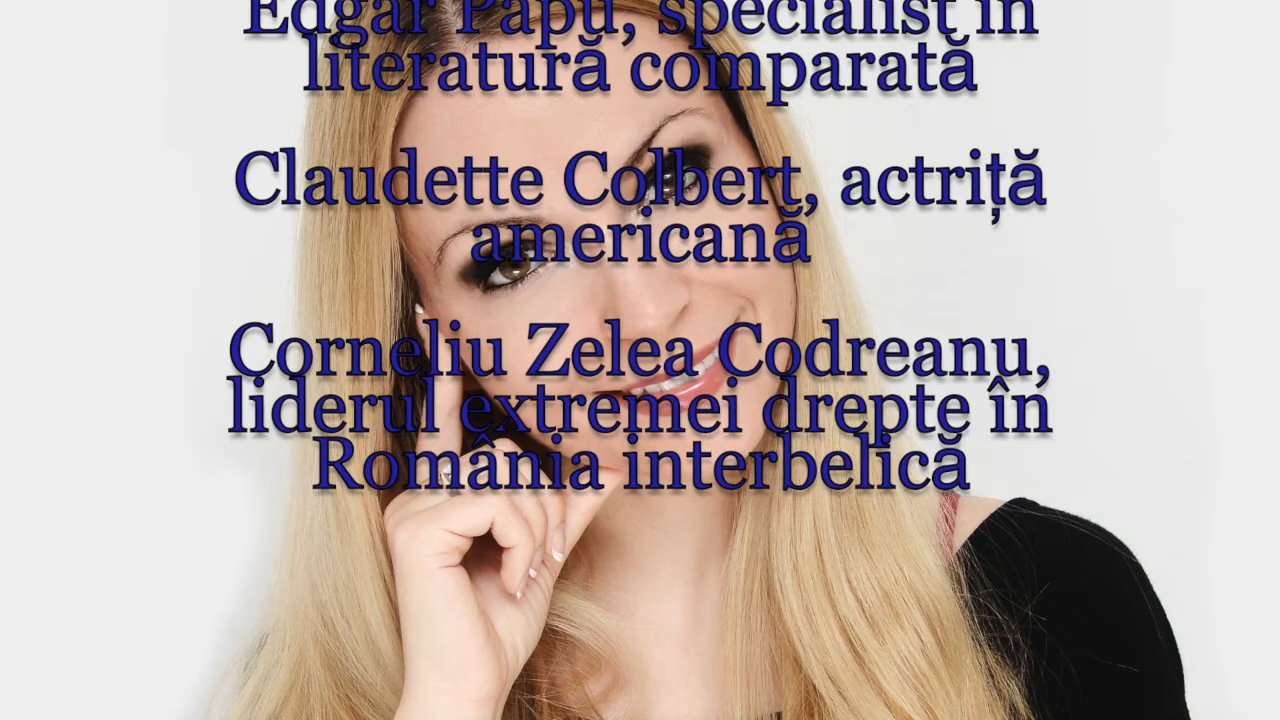 Edgar Papu, specialist în
literatură comparată
Claudette Colbert, actriță
americană
Corneliu Zelea Codreanu,
liderul extremei drepte în
România interbelică